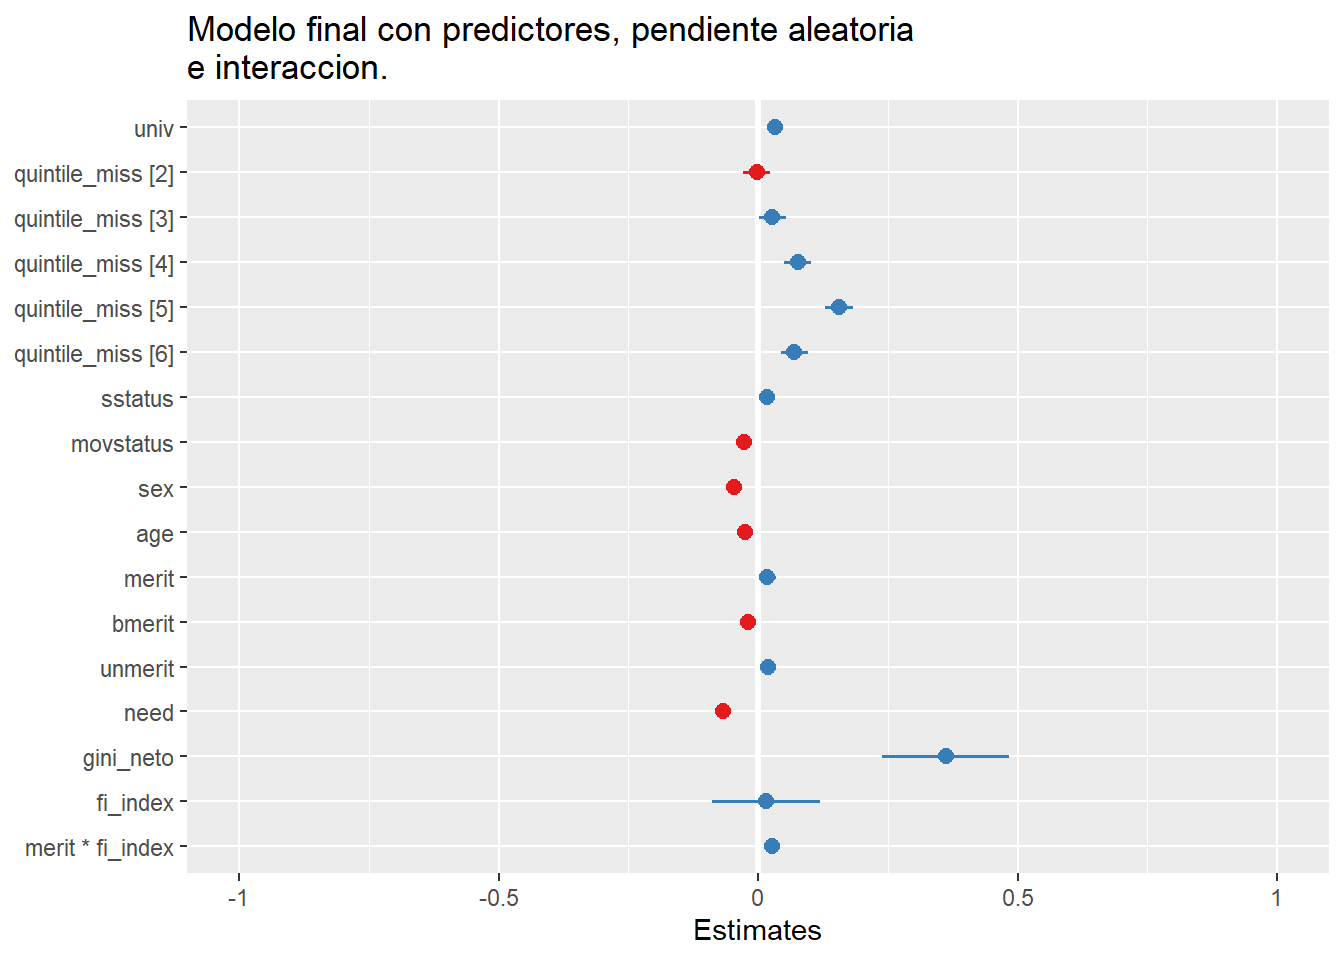 Modelo final con predictores, pendiente aleatoria
e interaccion.
univ
quintile_miss [2]
quintile_miss [3]
quintile_miss [4]
quintile_miss [5]
quintile_miss [6]
sstatus
movstatus
sex
age
merit
bmerit
unmerit
need
gini_neto
fi_index
merit * fi_index
-1
-0.5
0
0.5
1
Estimates